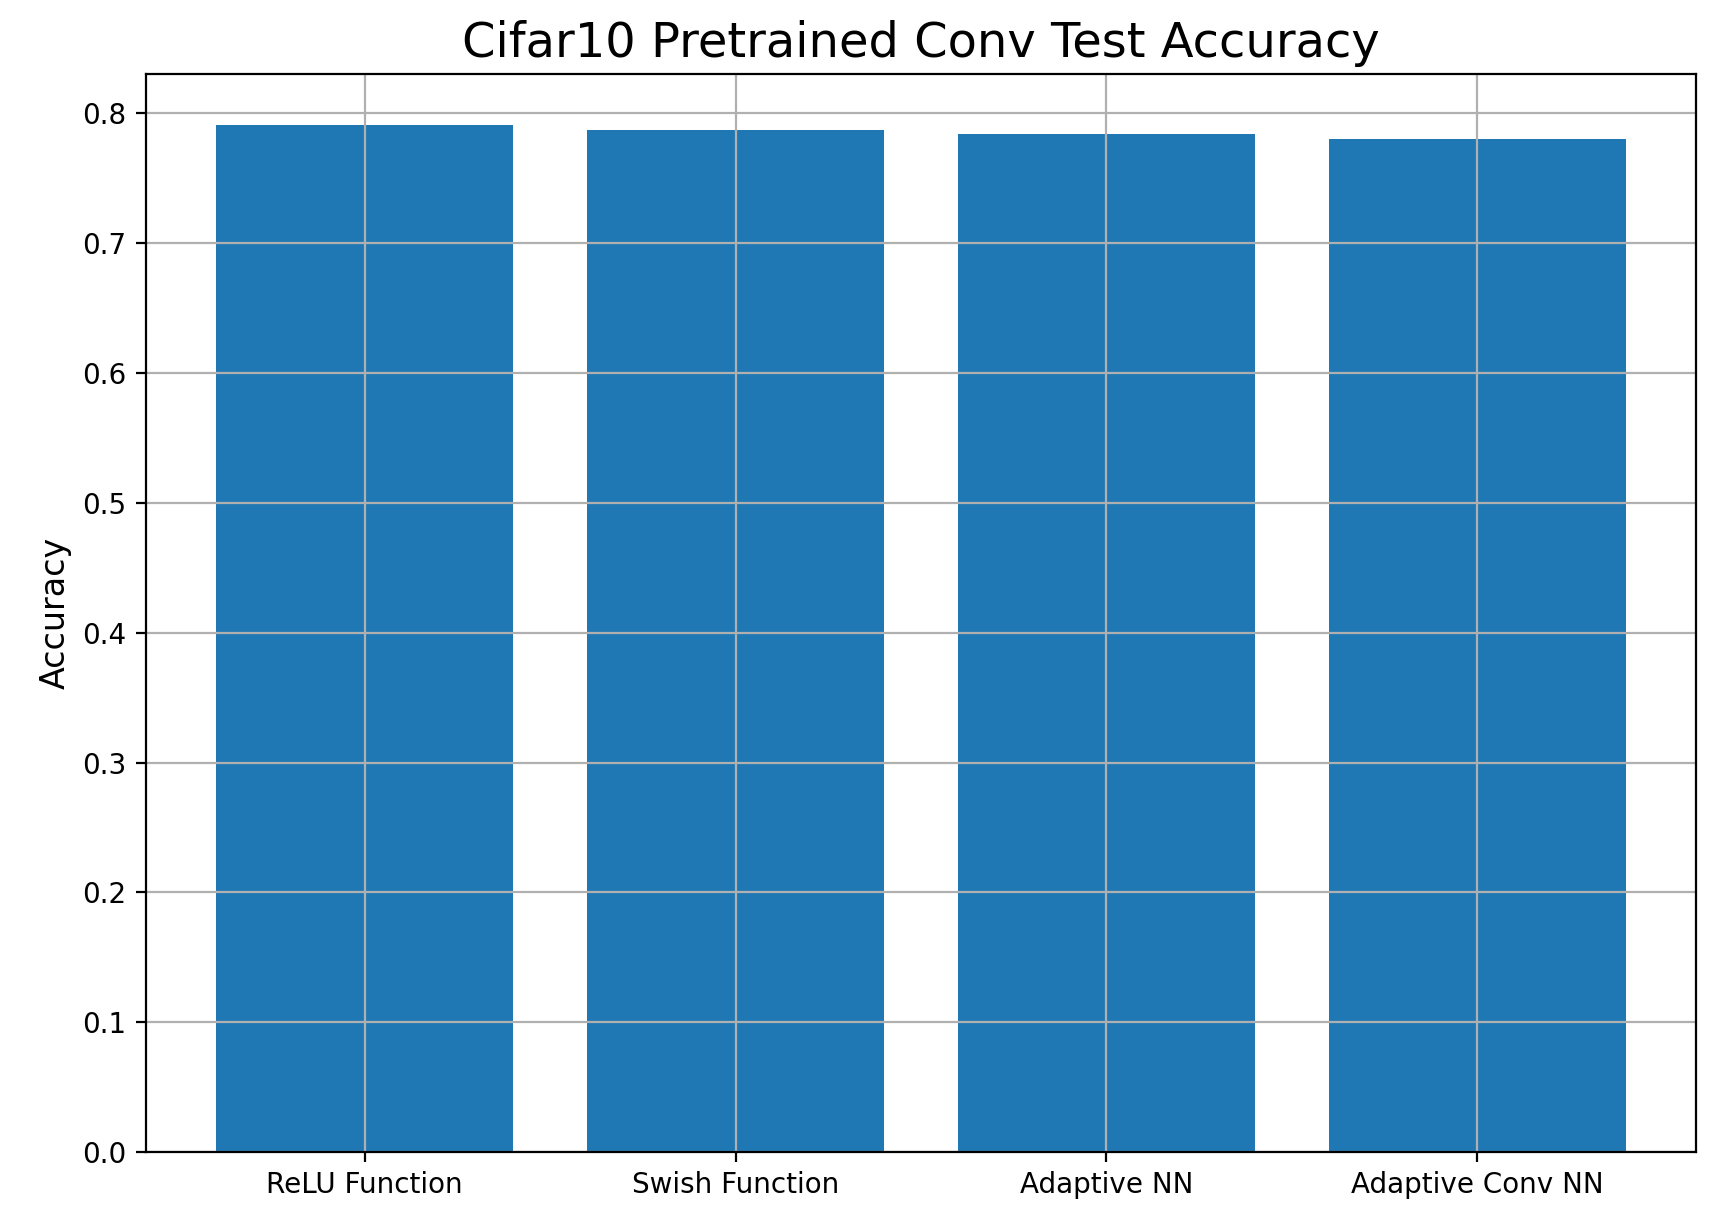 Cifar10 Pretrained Conv Test Accuracy
0.8
0.7
0.6
0.5
0.4
0.3
0.2
0.1
0.0
Accuracy
ReLU Function
Swish Function
Adaptive NN
Adaptive Conv NN